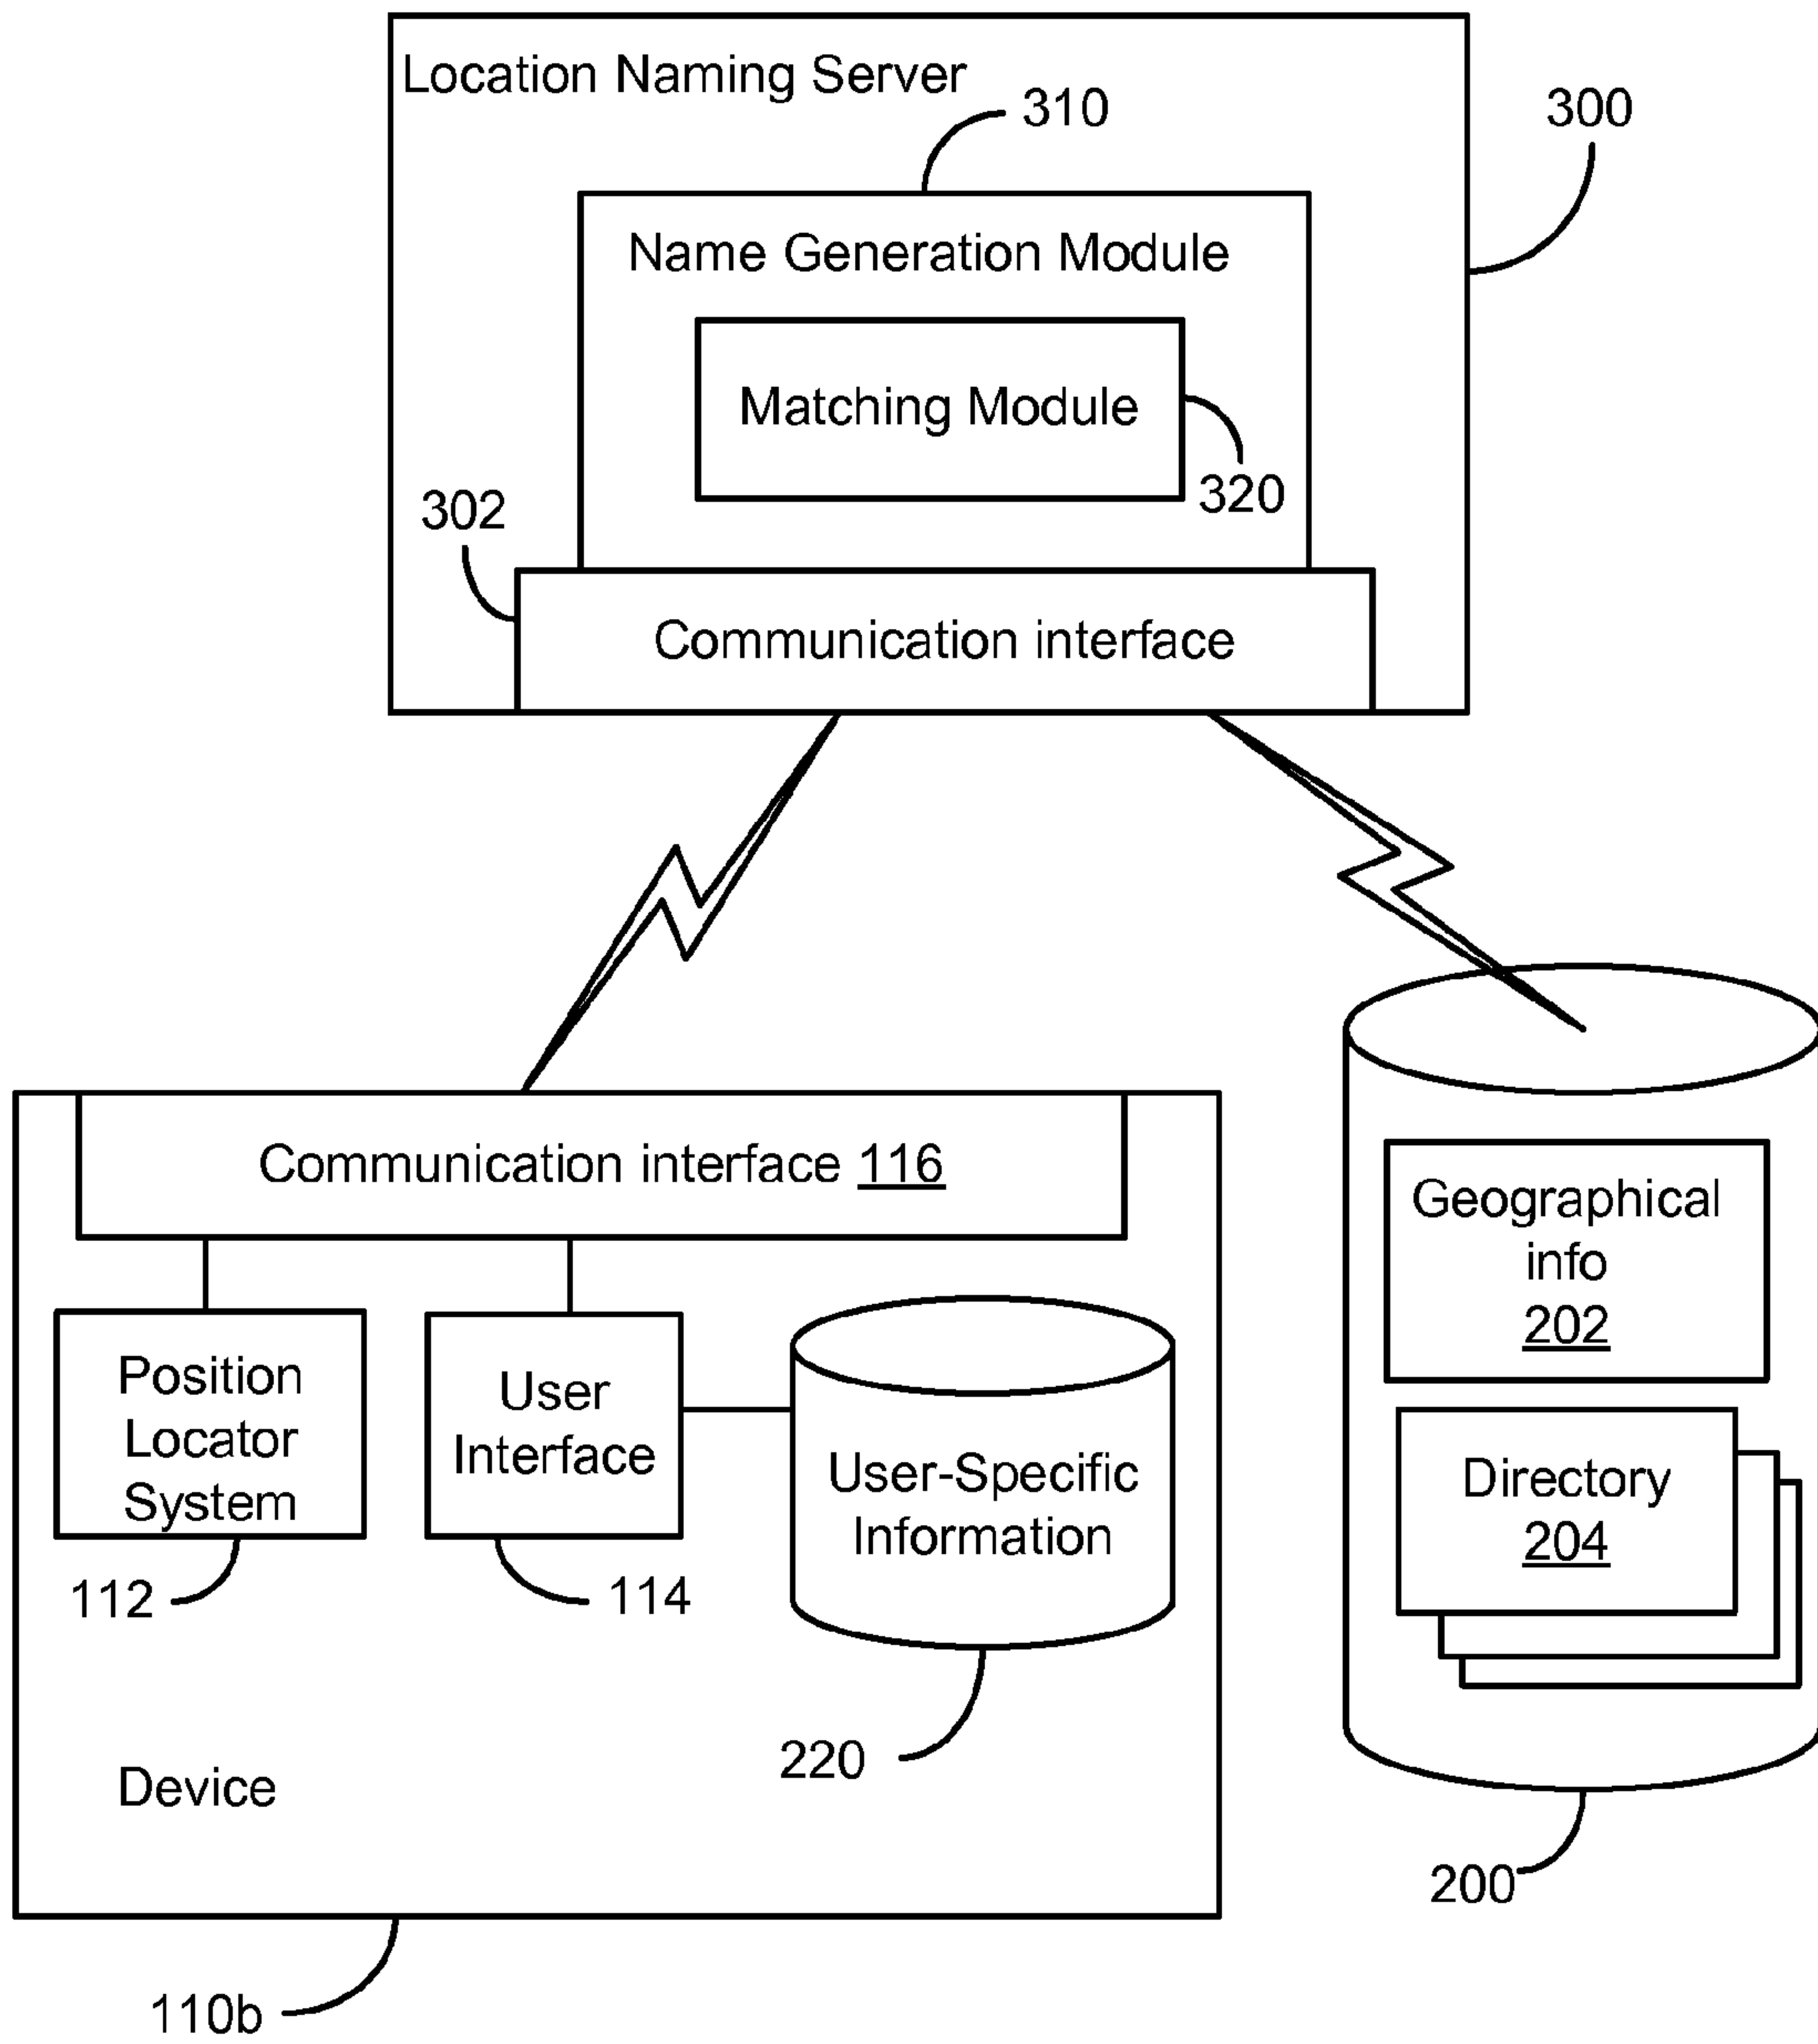 Location Naming Server
310
300
Name Generation Module
Matching Module
320
302
Communication interface
Communication interface 116
Geographical
info
202
Position
Locator
System
User
Interface
User-Specific
Information
Directory
204
112
114
220
Device
200
110b